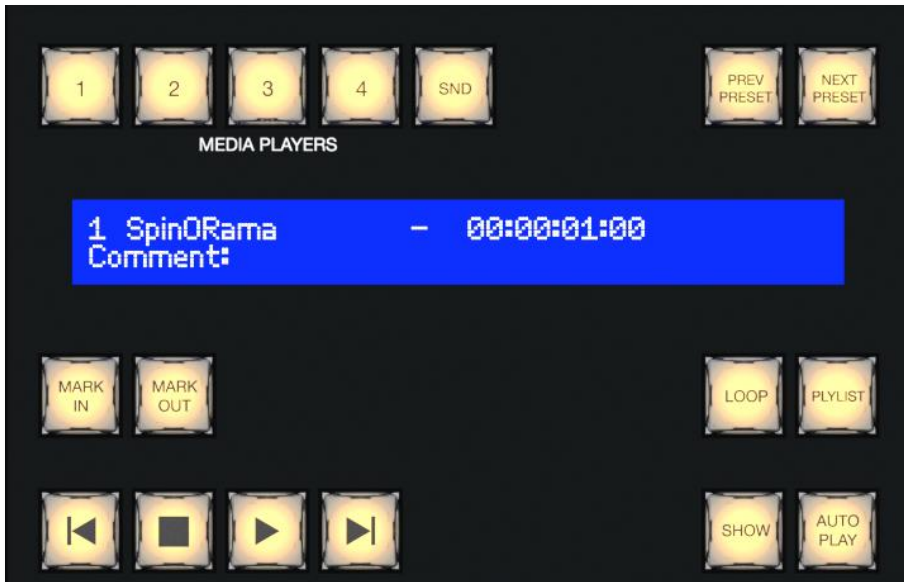 1 2 3 4 SND PREV PRESET NEXT PRESET
MEDIA PLAYERS
1 SpinORama - 00:00:01:00
Comment:
MARK IN MARK OUT LOOP PLYLIST
SHOW AUTO PLAY